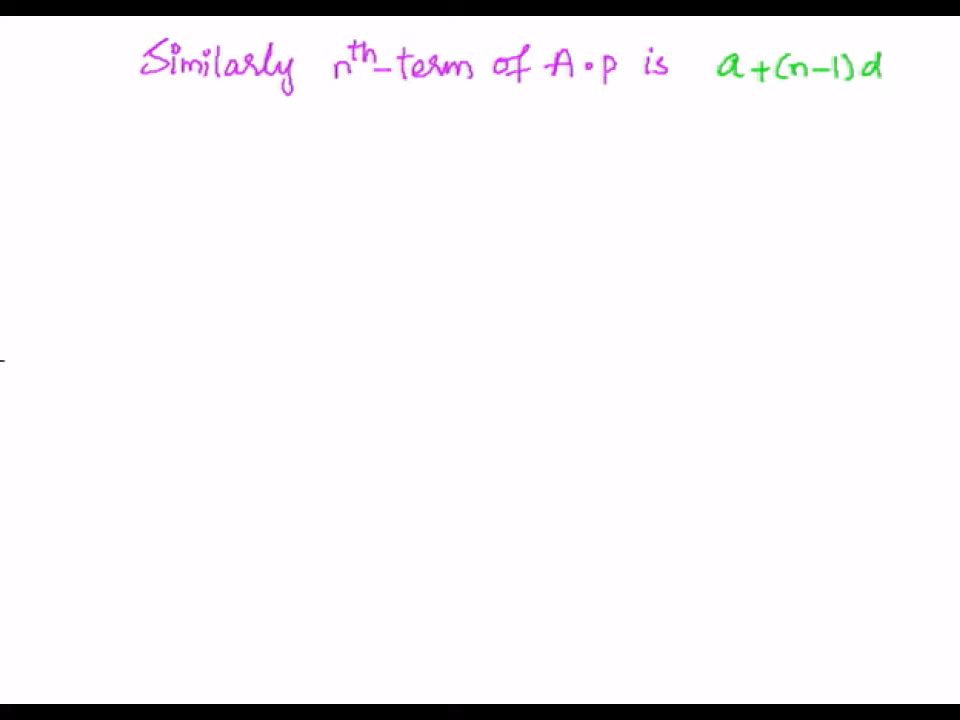 Similarly nth-term of A.p is a+(n-1)d